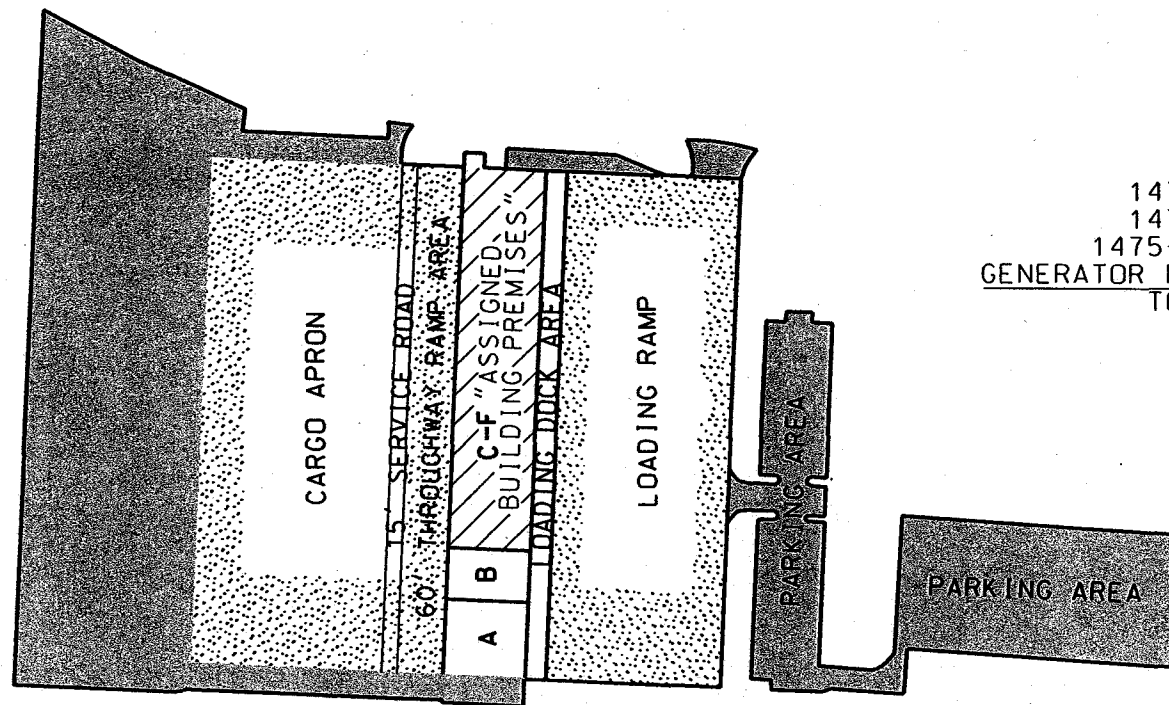 CARGO APRON
15' SERVICE ROAD
60' THROUGHWAY RAMP AREA
C-F "ASSIGNED
BUILDING PREMISES"
B
A
LOADING DOCK AREA
LOADING RAMP
PARKING AREA
PARKING AREA
1475-
GENERATOR